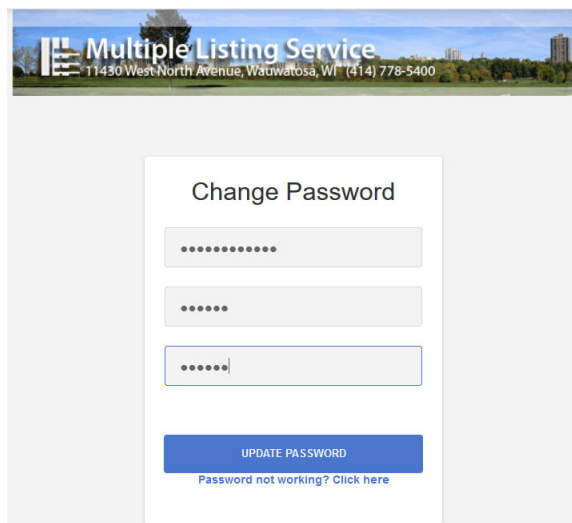 Multiple Listing Service
11430 West North Avenue, Wauwatosa, WI (414) 778-5400
Change Password
●●●●●●●●●●●●
●●●●●●
●●●●●●
UPDATE PASSWORD
Password not working? Click here